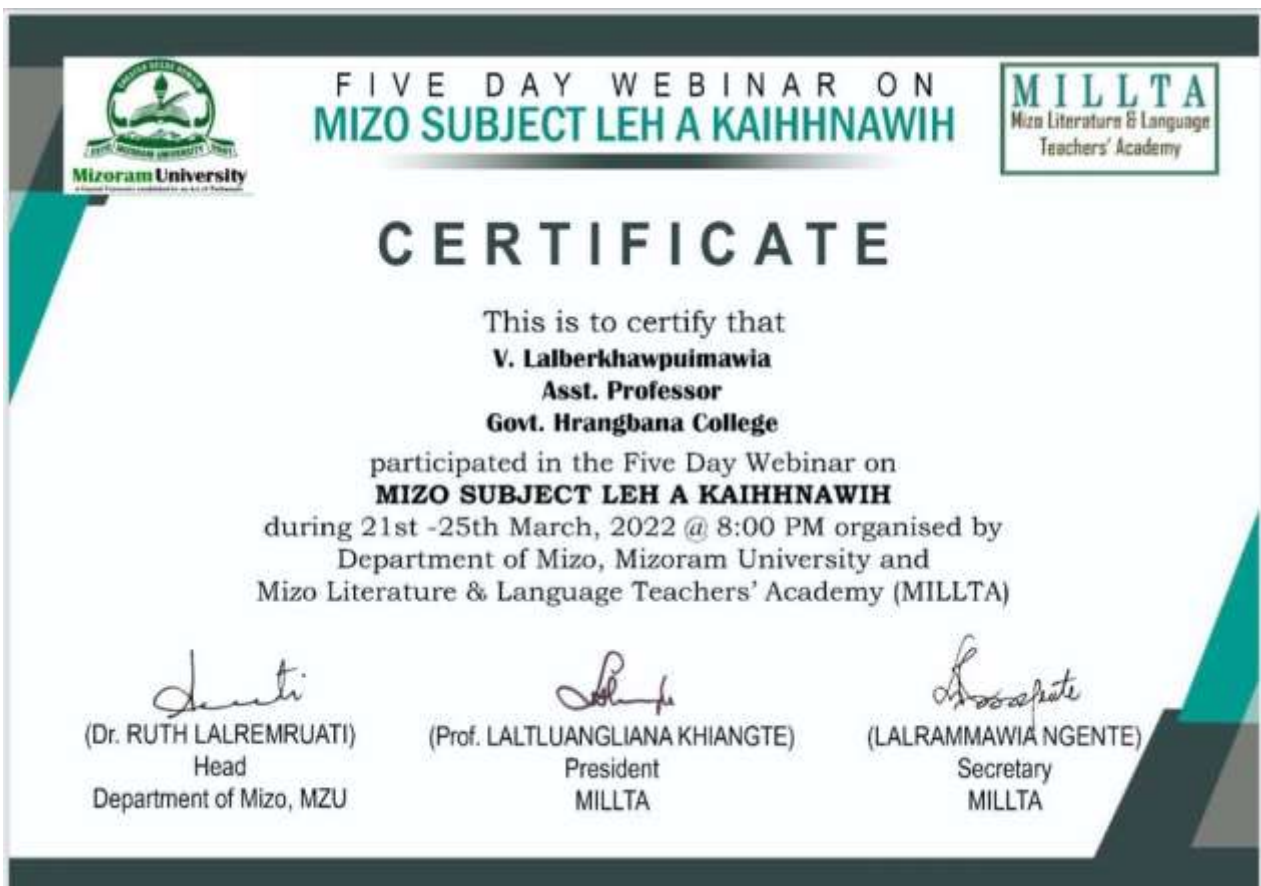 FIVE DAY WEBINAR ON
MIZO SUBJECT LEH A KAIHHNAWIH
Mizoram University
MILLTA
Mizo Literature & Language
Teachers' Academy
CERTIFICATE
This is to certify that
V. Lalberkhawpuimawia
Asst. Professor
Govt. Hrangbana College
participated in the Five Day Webinar on
MIZO SUBJECT LEH A KAIHHNAWIH
during 21st -25th March, 2022 @ 8:00 PM organised by
Department of Mizo, Mizoram University and
Mizo Literature & Language Teachers' Academy (MILLTA)
(Dr. RUTH LALREMRUATI)
Head
Department of Mizo, MZU
(Prof. LALTLUANGLIANA KHIANGTE)
President
MILLTA
(LALRAMMAWIA NGENTE)
Secretary
MILLTA